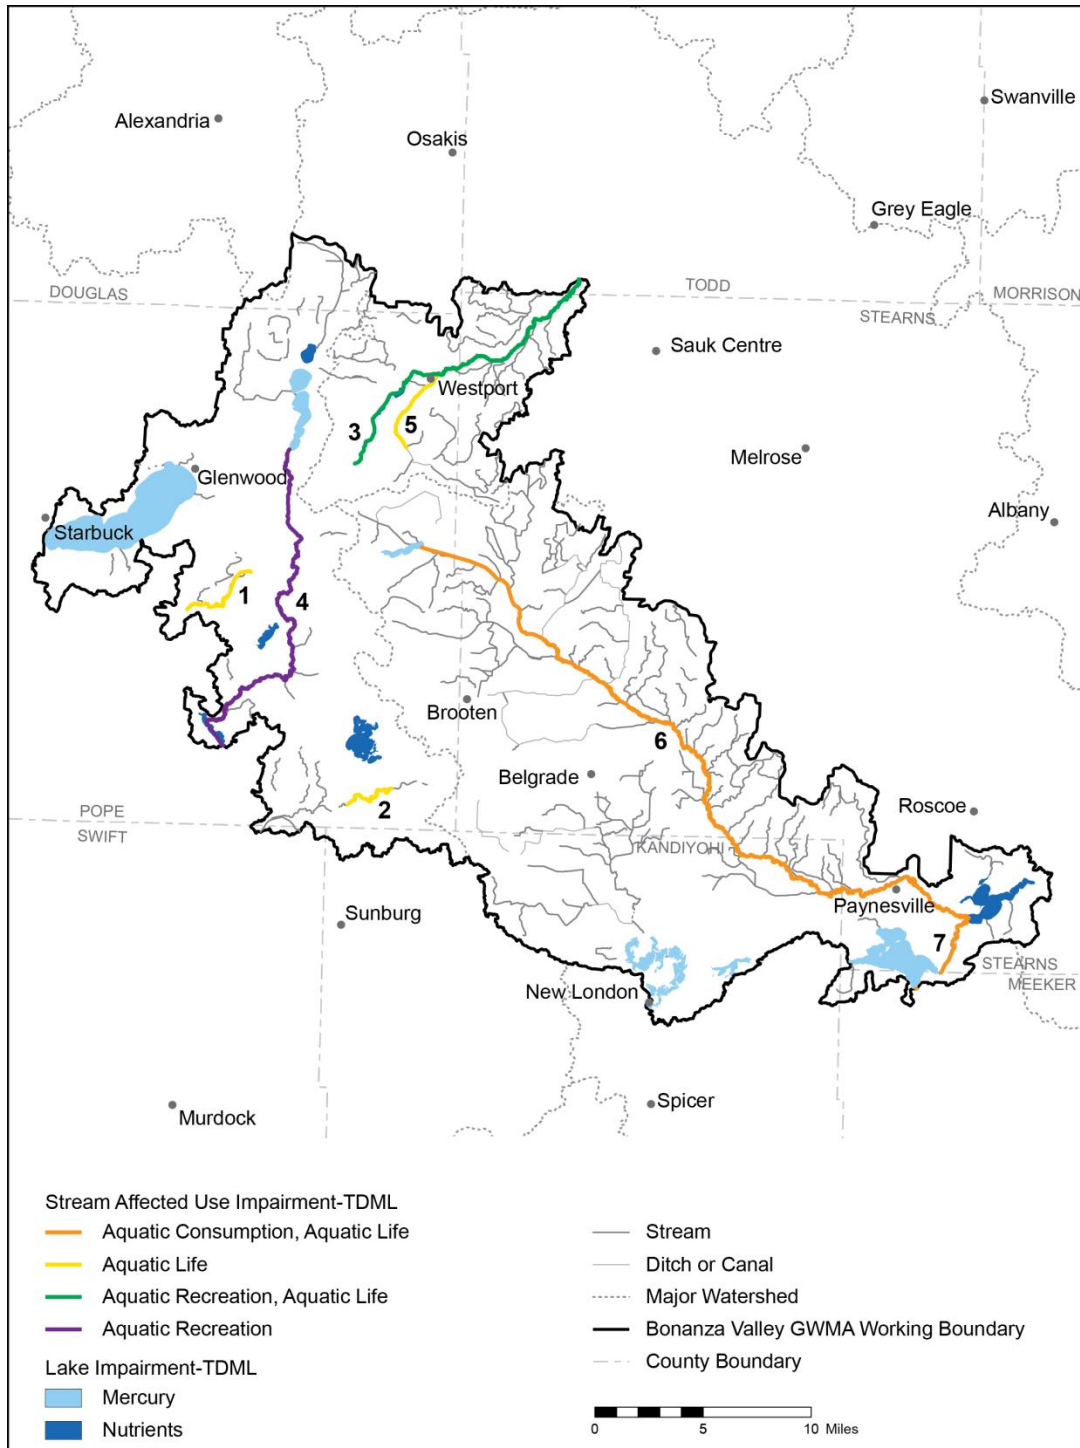 Swanville
Alexandria
Osakis
Grey Eagle
DOUGLAS
TODD
MORRISON
STEARNS
Sauk Centre
Westport
3
5
Melrose
Glenwood
Albany
Starbuck
1
4
Brooten
6
Belgrade
2
POPE
SWIFT
Roscoe
KANDIYOHI
Paynesville
Sunburg
7
STEARNS
MEEKER
New London
Spicer
Murdock
Stream Affected Use Impairment-TDML
Aquatic Consumption, Aquatic Life
Aquatic Life
Aquatic Recreation, Aquatic Life
Aquatic Recreation
Lake Impairment-TDML
Mercury
Nutrients
Stream
Ditch or Canal
Major Watershed
Bonanza Valley GWMA Working Boundary
County Boundary
0 5 10 Miles